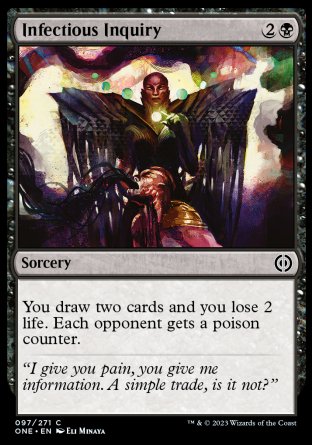 Infectious Inquiry 2
Sorcery
You draw two cards and you lose 2
life. Each opponent gets a poison
counter.
“I give you pain, you give me
information. A simple trade, is it not?”
097/271 C
ONE • EN Eli Minaya
™ & © 2023 Wizards of the Coast